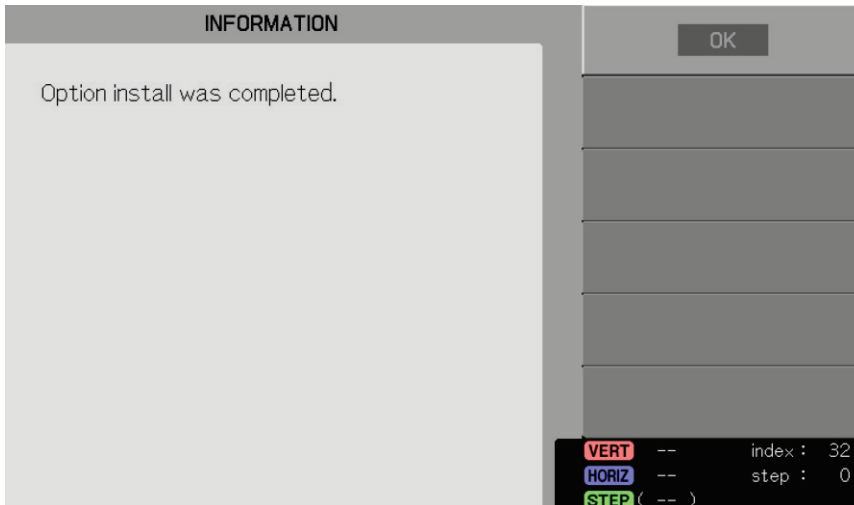 INFORMATION
OK
Option install was completed.
VERT -- index : 32
HORIZ -- step : 0
STEP ( -- )